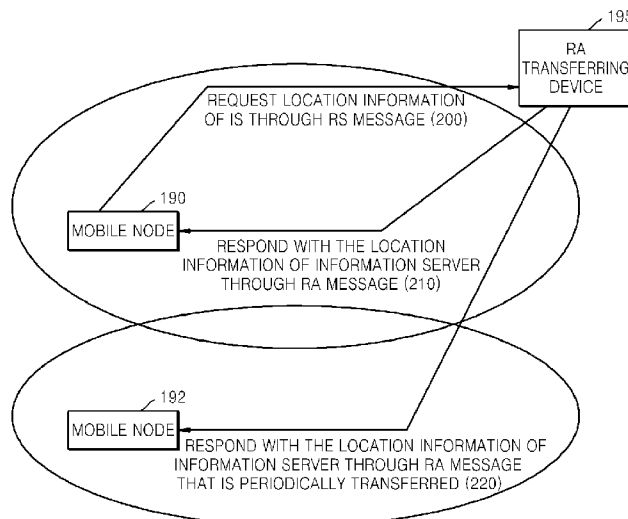 195
RA
TRANSFERRING
DEVICE
REQUEST LOCATION INFORMATION
OF IS THROUGH RS MESSAGE (200)
190
MOBILE NODE
RESPOND WITH THE LOCATION
INFORMATION OF INFORMATION SERVER
THROUGH RA MESSAGE (210)
192
MOBILE NODE
RESPOND WITH THE LOCATION INFORMATION OF
INFORMATION SERVER THROUGH RA MESSAGE
THAT IS PERIODICALLY TRANSFERRED (220)